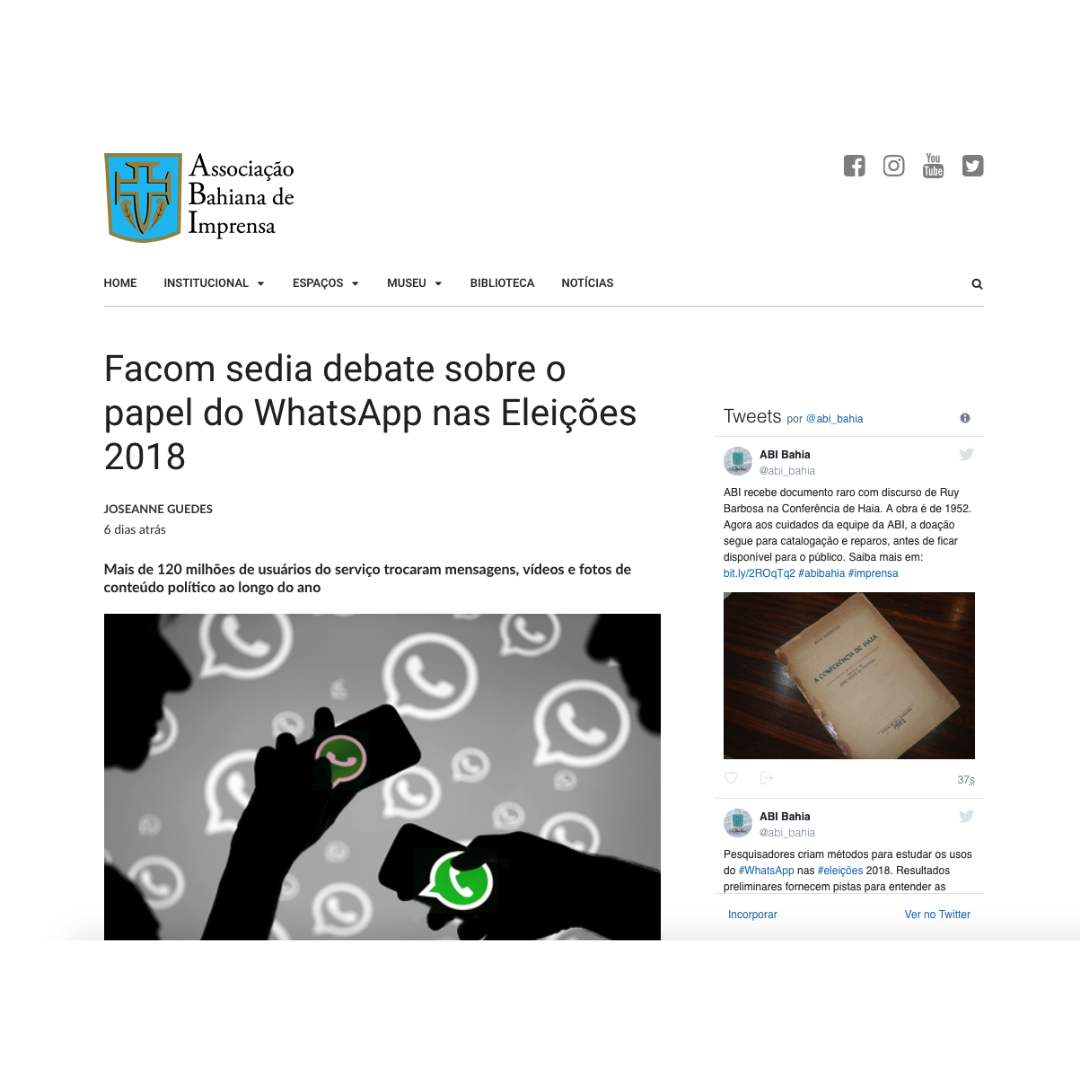 Associação
Bahiana de
Imprensa
You
Tube
HOME INSTITUCIONAL ESPAÇOS MUSEU BIBLIOTECA NOTÍCIAS
Facom sedia debate sobre o
papel do WhatsApp nas Eleições
2018
JOSEANNE GUEDES
6 dias atrás
Mais de 120 milhões de usuários do serviço trocaram mensagens, vídeos e fotos de
conteúdo político ao longo do ano
Tweets por @abi_bahia
ABI Bahia
@abi_bahia
ABI recebe documento raro com discurso de Ruy
Barbosa na Conferência de Haia. A obra é de 1952.
Agora aos cuidados da equipe da ABI, a doação
segue para catalogação e reparos, antes de ficar
disponível para o público. Saiba mais em:
bit.ly/2ROqTq2 #abibahia #imprensa
A CONFERÊNCIA DE HAIA
37s
ABI Bahia
@abi_bahia
Pesquisadores criam métodos para estudar os usos
do #WhatsApp nas #eleições 2018. Resultados
preliminares fornecem pistas para entender as
Incorporar Ver no Twitter